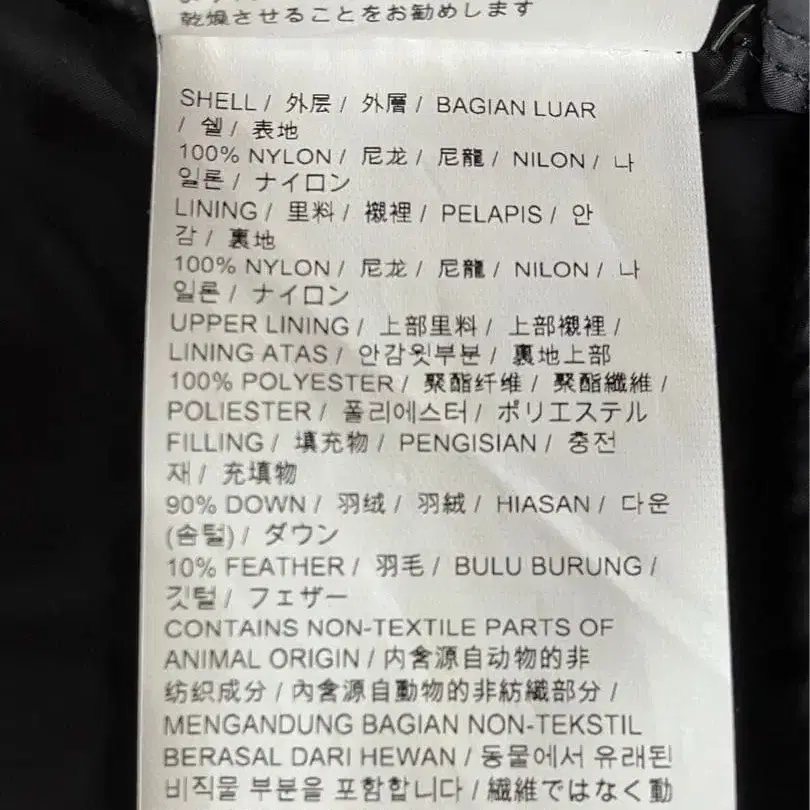 乾燥させることをお勧めします
SHELL / 外层 / 外層 / BAGIAN LUAR
/ 쉘 / 表地
100% NYLON / 尼龙 / 尼龍 / NILON / 나
일론 / ナイロン
LINING / 里料 / 襯裡 / PELAPIS / 안
감 / 裏地
100% NYLON / 尼龙 / 尼龍 / NILON / 나
일론 / ナイロン
UPPER LINING / 上部里料 / 上部襯裡 /
LINING ATAS / 안감윗부분 / 裏地上部
100% POLYESTER / 聚酯纤维 / 聚酯纖維 /
POLIESTER / 폴리에스터 / ポリエステル
FILLING / 填充物 / PENGISIAN / 충전
재 / 充填物
90% DOWN / 羽绒 / 羽絨 / HIASAN / 다운
(솜털) / ダウン
10% FEATHER / 羽毛 / BULU BURUNG /
깃털 / フェザー
CONTAINS NON-TEXTILE PARTS OF
ANIMAL ORIGIN / 内含源自动物的非
纺织成分 / 內含源自動物的非紡織部分 /
MENGANDUNG BAGIAN NON-TEKSTIL
BERASAL DARI HEWAN / 동물에서 유래된
비직물 부분을 포함합니다 / 繊維ではなく動